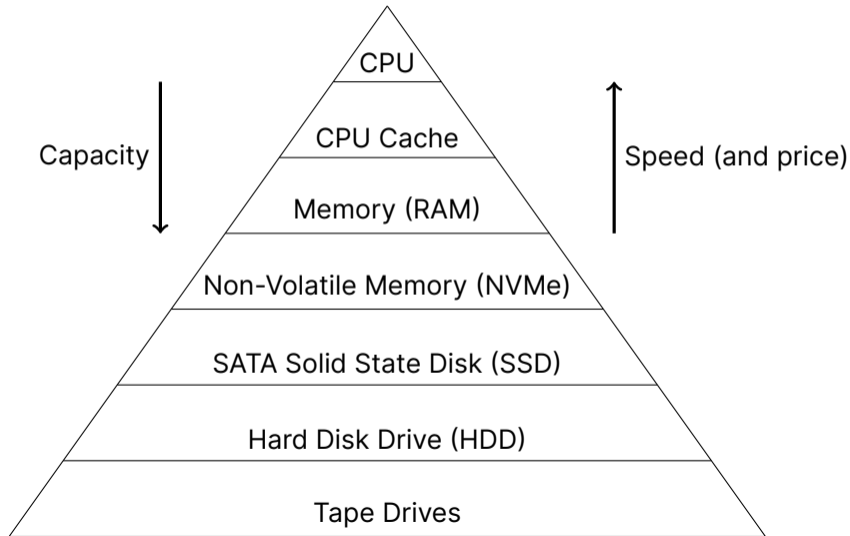 CPU
CPU Cache
Capacity
Speed (and price)
Memory (RAM)
Non-Volatile Memory (NVMe)
SATA Solid State Disk (SSD)
Hard Disk Drive (HDD)
Tape Drives